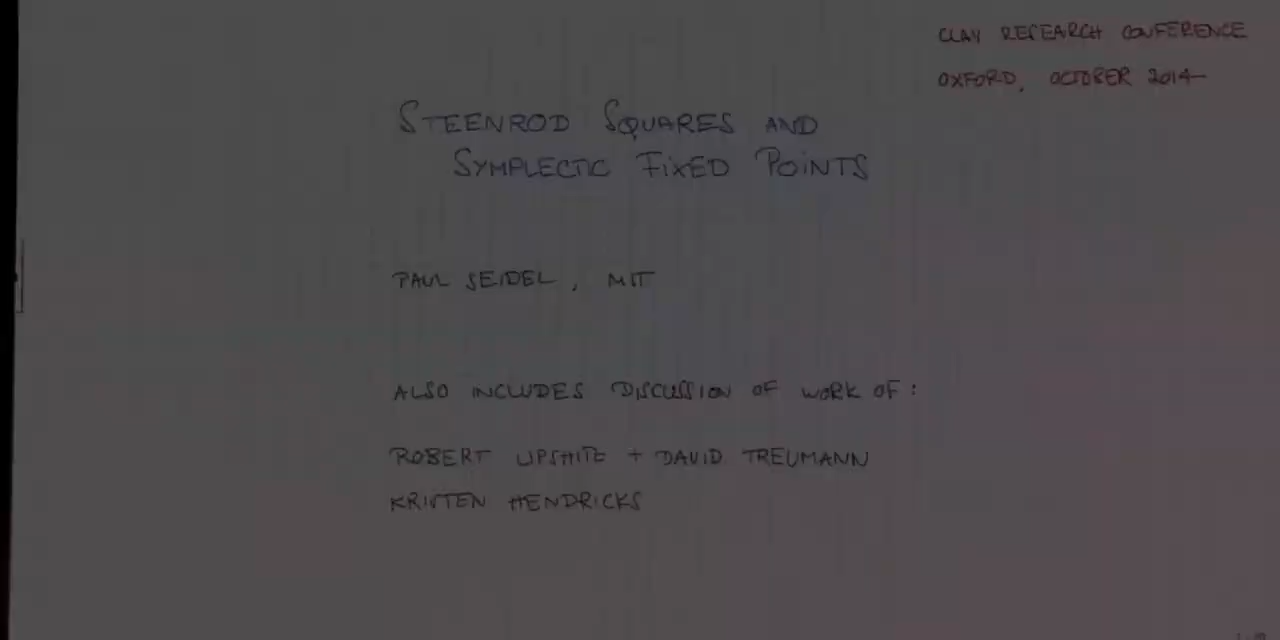 CLAY RESEARCH CONFERENCE
OXFORD, OCTOBER 2014
STEENROD SQUARES AND
SYMPLECTIC FIXED POINTS
PAUL SEIDEL, MIT
ALSO INCLUDES DISCUSSION OF WORK OF:
ROBERT LIPSHITZ + DAVID TREUMANN
KRISTEN HENDRICKS